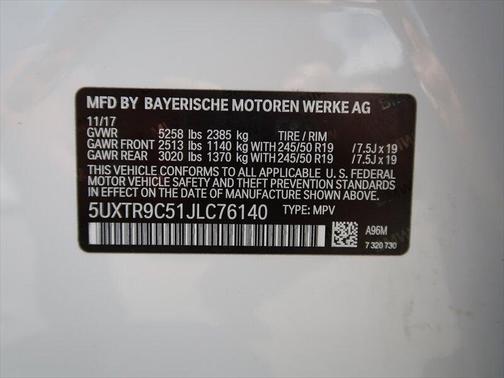 MFD BY BAYERISCHE MOTOREN WERKE AG
11/17
GVWR 5258 lbs 2385 kg TIRE / RIM
GAWR FRONT 2513 lbs 1140 kg WITH 245/50 R19 / 7.5J x 19
GAWR REAR 3020 lbs 1370 kg WITH 245/50 R19 / 7.5J x 19
THIS VEHICLE CONFORMS TO ALL APPLICABLE U. S. FEDERAL
MOTOR VEHICLE SAFETY STANDARDS IN EFFECT ON THE
DATE OF MANUFACTURE SHOWN ABOVE.
5UXTR9C51JLC76140 TYPE: MPV
A96M
7 320 730